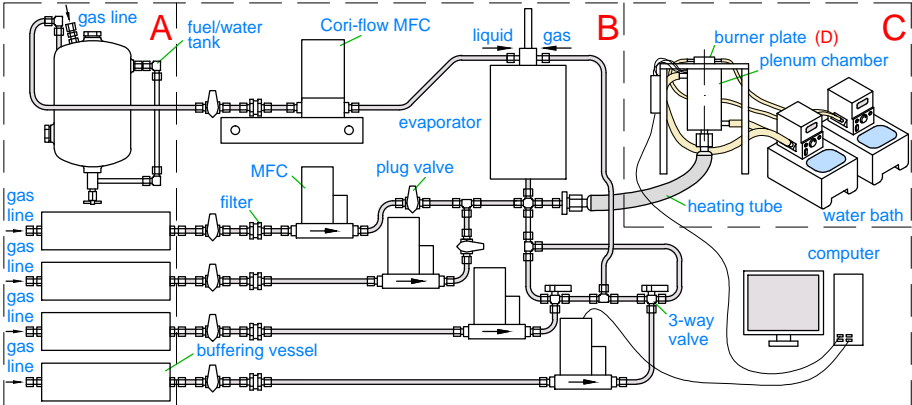 gas line
A
fuel/water
tank
Cori-flow MFC
liquid
gas
B
burner plate (D)
plenum chamber
C
evaporator
MFC
plug valve
filter
gas
line
gas
line
gas
line
gas
line
heating tube
water bath
computer
3-way
valve
buffering vessel